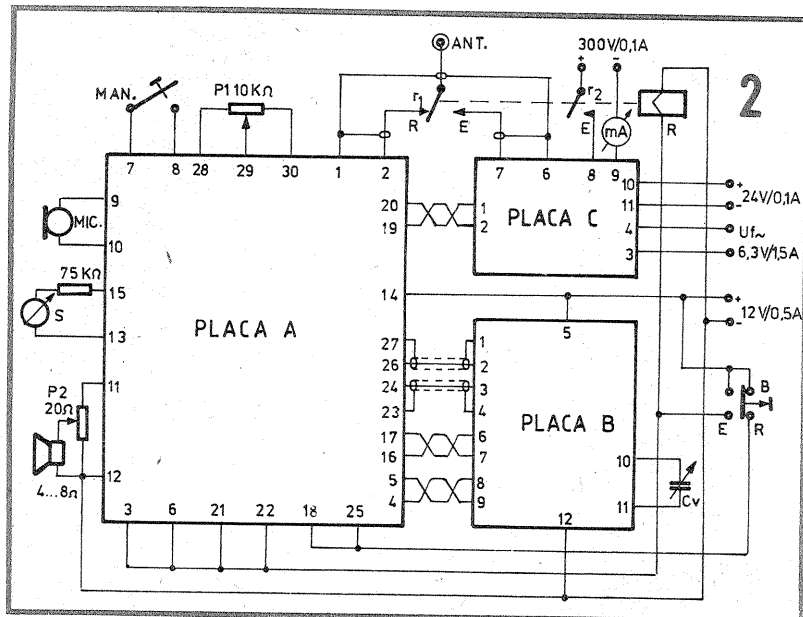 ANT.
300V/0,1A
+ -
2
MAN.
P1 10KΩ
r1
R E
r2
E
mA
R
7 8 28 29 30 1 2
7 6 8 9
9
MIC.
10
20
19
1
2
PLACA C
10
11
4
3
+
24V/0,1A
-
Uf~
6,3V/1,5A
75KΩ
15
S
13
PLACA A
14
5
+
12V/0,5A
-
27
26
24
23
1
2
3
4
P2
20Ω
11
12
4...8Ω
17
16
6
7
PLACA B
5
4
8
9
10
11
Cv
B
E R
12
3 6 21 22 18 25